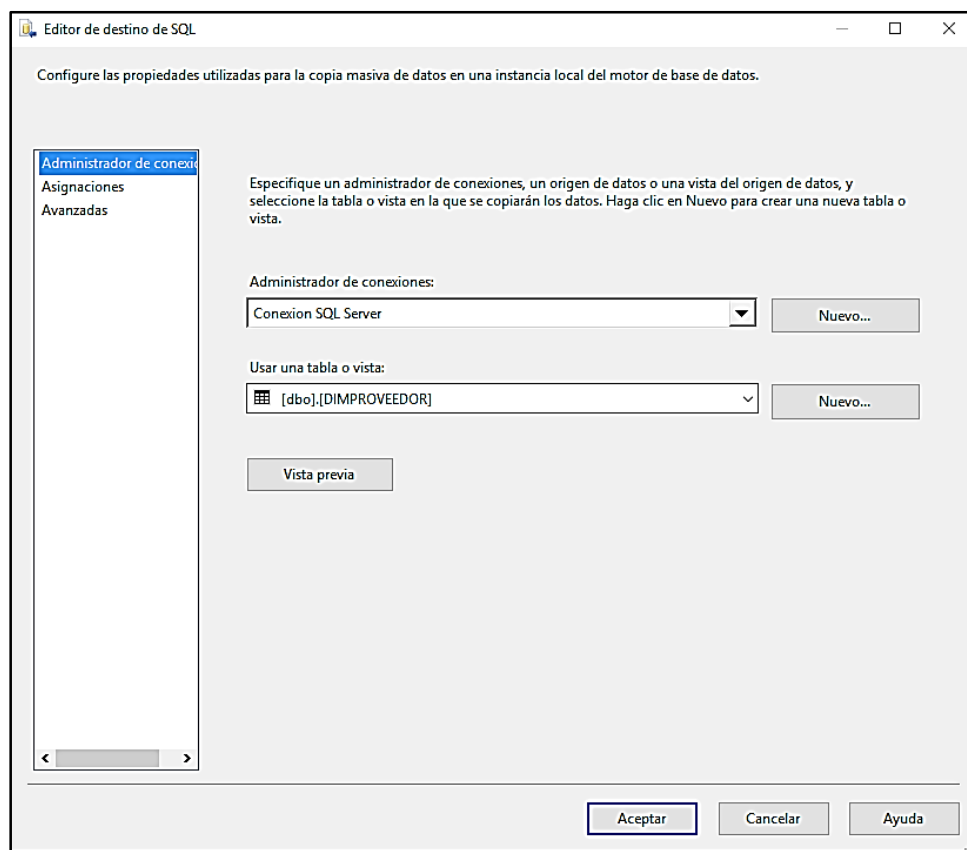 Editor de destino de SQL
Configure las propiedades utilizadas para la copia masiva de datos en una instancia local del motor de base de datos.
Administrador de conexi
Asignaciones
Avanzadas
Especifique un administrador de conexiones, un origen de datos o una vista del origen de datos, y
seleccione la tabla o vista en la que se copiarán los datos. Haga clic en Nuevo para crear una nueva tabla o
vista.
Administrador de conexiones:
Conexion SQL Server
Nuevo...
Usar una tabla o vista:
[dbo].[DIMPROVEEDOR]
Nuevo...
Vista previa
Aceptar
Cancelar
Ayuda